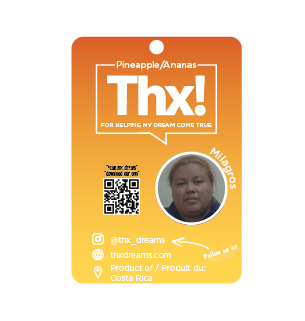 Pineapple/Ananas
Thx!
FOR HELPING MY DREAM COME TRUE
Milagros
@thx_dreams
Follow us it!
thxdreams.com
Product of / Produit du:
Costa Rica